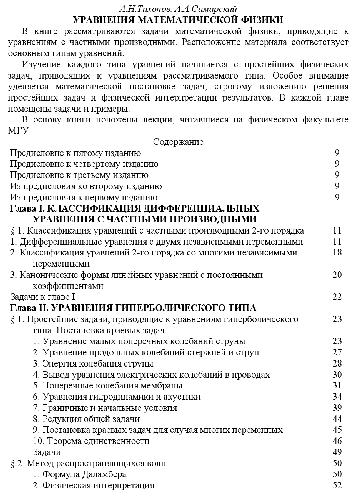 А.Н.Тихонов, А.А.Самарский
УРАВНЕНИЯ МАТЕМАТИЧЕСКОЙ ФИЗИКИ
В книге рассматриваются задачи математической физики, приводящие к
уравнениям с частными производными. Расположение материала соответствует
основным типам уравнений.
Изучение каждого типа уравнений начинается с простейших физических
задач, приводящих к уравнениям рассматриваемого типа. Особое внимание
уделяется математической постановке задач, строгому изложению решения
простейших задач и физической интерпретации результатов. В каждой главе
помещены задачи и примеры.
В основу книги положены лекции, читавшиеся на физическом факультете
МГУ.
Содержание
Предисловие к пятому изданию 9
Предисловие к четвертому изданию 9
Предисловие к третьему изданию 9
Из предисловия ко второму изданию 9
Из предисловия к первому изданию 9
Глава I. КЛАССИФИКАЦИЯ ДИФФЕРЕНЦИАЛЬНЫХ
УРАВНЕНИЯ С ЧАСТНЫМИ ПРОИЗВОДНЫМИ
§ 1. Классификация уравнений с частными производными 2-го порядка 11
1. Дифференциальные уравнения с двумя независимыми переменными 11
2. Классификация уравнений 2-го порядка со многими независимыми 18
переменными
3. Канонические формы линейных уравнений с постоянными 20
коэффициентами
Задачи к главе I 22
Глава II. УРАВНЕНИЯ ГИПЕРБОЛИЧЕСКОГО ТИПА
§ 1. Простейшие задачи, приводящие к уравнениям гиперболического 23
типа. Постановка краевых задач
1. Уравнение малых поперечных колебаний струны 23
2. Уравнение продольных колебаний стержней и струн 27
3. Энергия колебания струны 28
4. Вывод уравнения электрических колебаний в проводах 30
5. Поперечные колебания мембраны 31
6. Уравнения гидродинамики и акустики 34
7. Граничные и начальные условия 39
8. Редукция общей задачи 44
9. Постановка краевых задач для случая многих переменных 45
10. Теорема единственности 46
Задачи 49
§ 2. Метод распространяющихся волн 50
1. Формула Даламбера 50
2. Физическая интерпретация 52